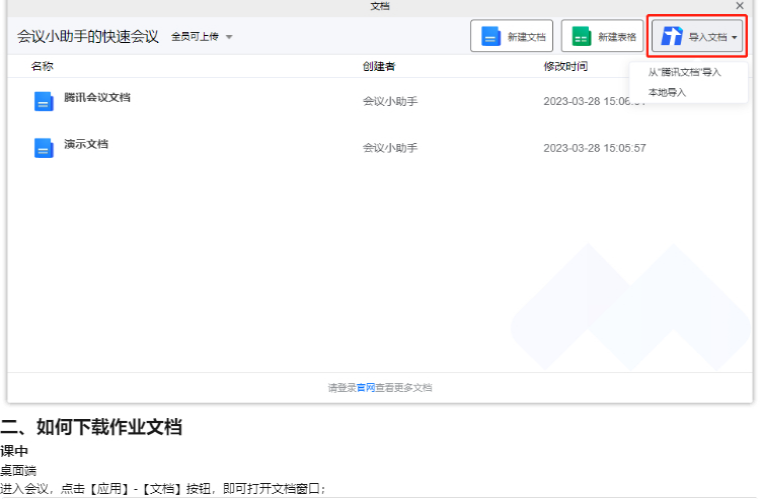 文档
会议小助手的快速会议 全员可上传 新建文档 新建表格 导入文档
名称 创建者 修改时间
从"腾讯文档"导入
本地导入
腾讯会议文档 会议小助手 2023-03-28 15:06:
演示文档 会议小助手 2023-03-28 15:05:57
请登录官网查看更多文档
二、如何下载作业文档
课中
桌面端
进入会议，点击【应用】-【文档】按钮，即可打开文档窗口；